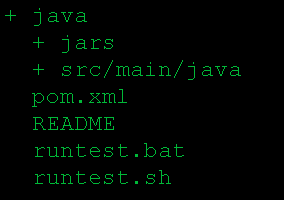 + java
+ jars
+ src/main/java
pom.xml
README
runtest.bat
runtest.sh